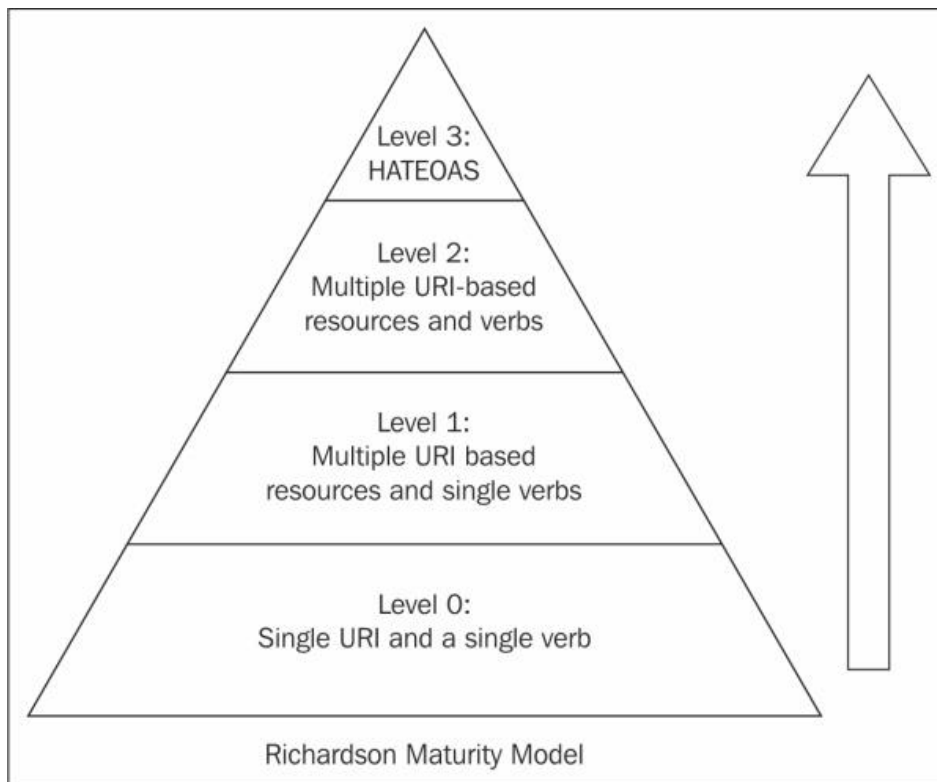 Level 3:
HATEOAS
Level 2:
Multiple URI-based
resources and verbs
Level 1:
Multiple URI based
resources and single verbs
Level 0:
Single URI and a single verb
Richardson Maturity Model